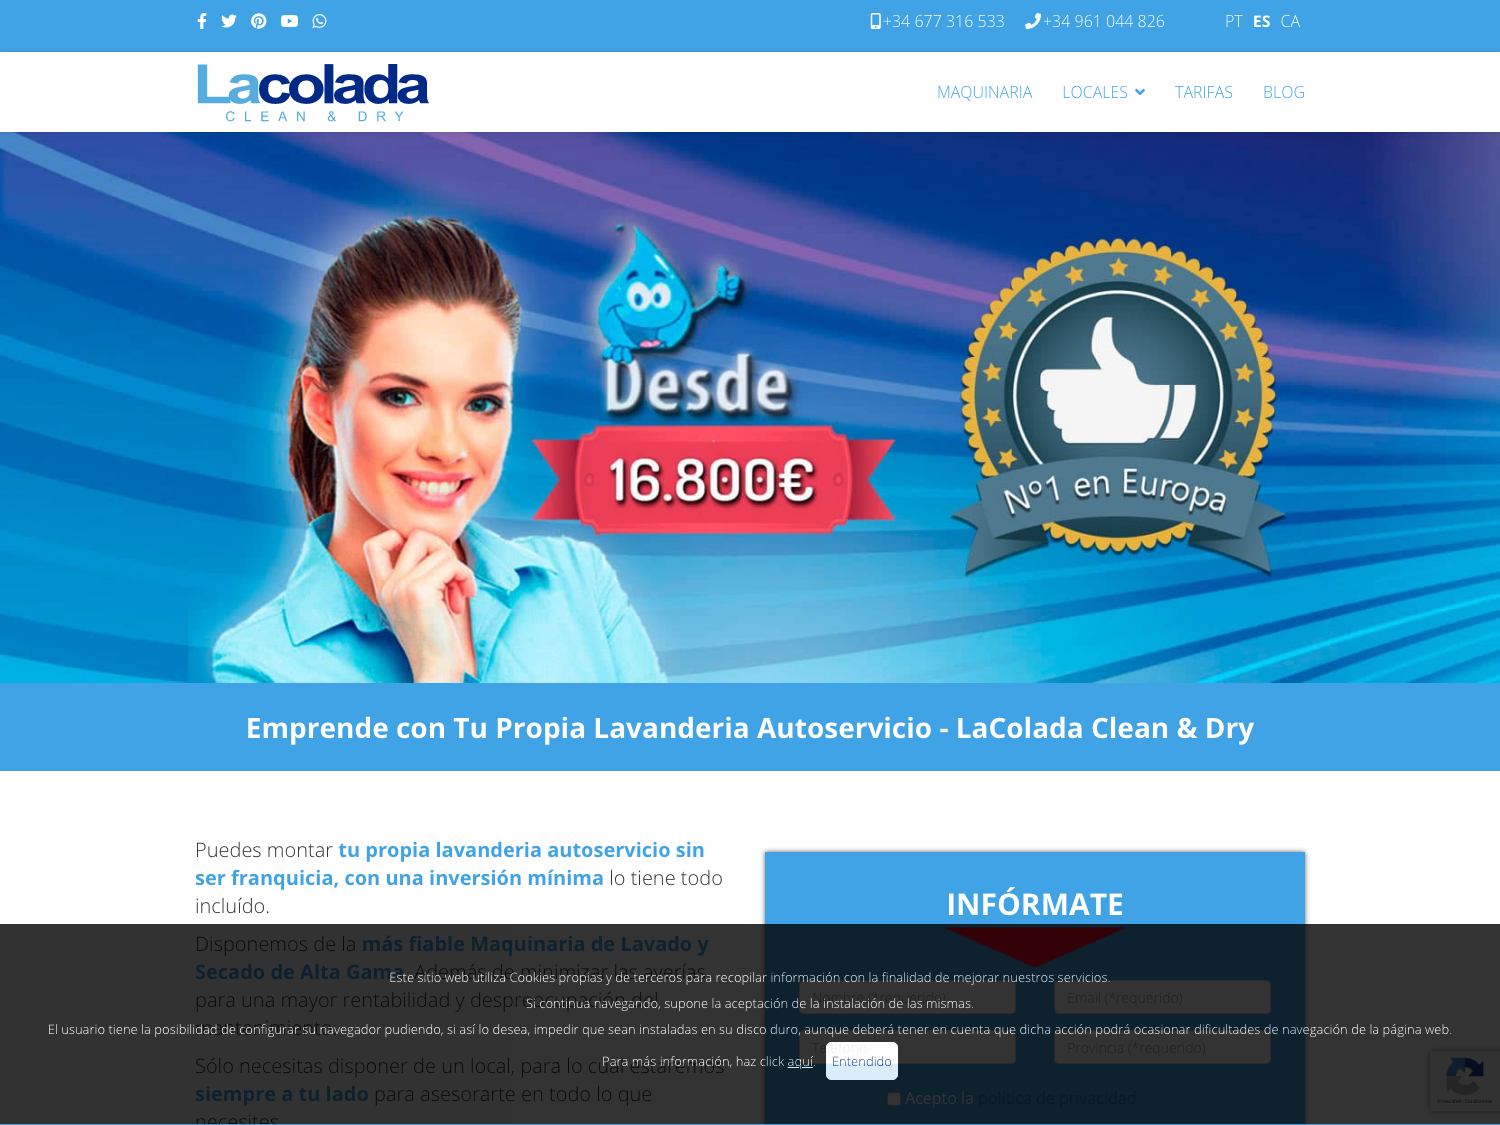 +34 677 316 533 +34 961 044 826 PT ES CA
Lacolada
CLEAN & DRY
MAQUINARIA LOCALES TARIFAS BLOG
Desde
16.800€
Nº1 en Europa
Emprende con Tu Propia Lavanderia Autoservicio - LaColada Clean & Dry
Puedes montar tu propia lavanderia autoservicio sin
ser franquicia, con una inversión mínima lo tiene todo
incluído.
Disponemos de la más fiable Maquinaria de Lavado y
Secado de Alta Gama. Además de minimizar las averías
para una mayor rentabilidad y despreocupación del
Sólo necesitas disponer de un local, para lo cual estaremos
siempre a tu lado para asesorarte en todo lo que
necesites.
INFÓRMATE
Email (*requerido)
Provincia (*requerido)
Acepto la política de privacidad
Este sitio web utiliza Cookies propias y de terceros para recopilar información con la finalidad de mejorar nuestros servicios.
Si continua navegando, supone la aceptación de la instalación de las mismas.
El usuario tiene la posibilidad de configurar su navegador pudiendo, si así lo desea, impedir que sean instaladas en su disco duro, aunque deberá tener en cuenta que dicha acción podrá ocasionar dificultades de navegación de la página web.
Para más información, haz click aquí. Entendido